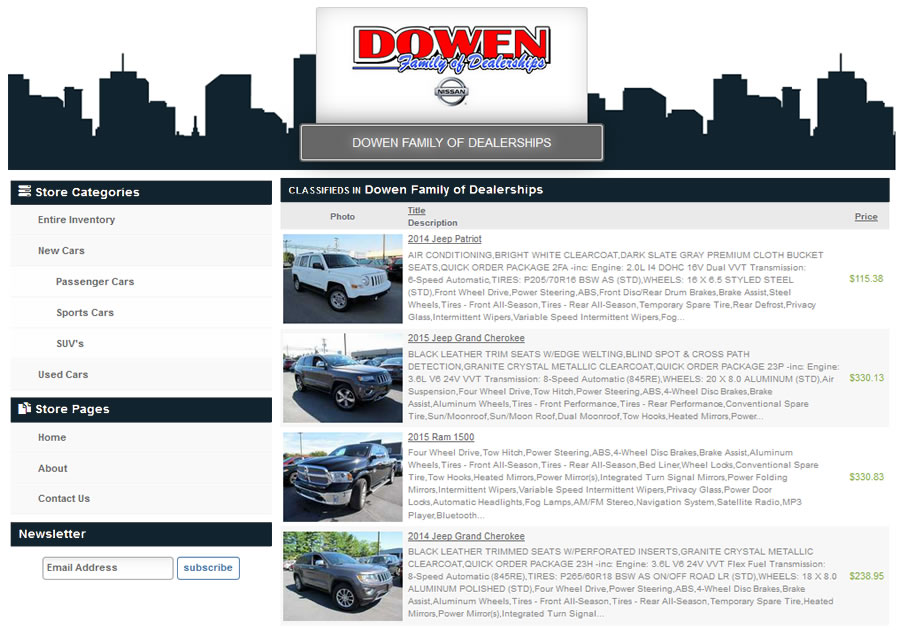 DOWEN
Family of Dealerships
NISSAN
DOWEN FAMILY OF DEALERSHIPS
Store Categories
Entire Inventory
New Cars
Passenger Cars
Sports Cars
SUV's
Used Cars
Store Pages
Home
About
Contact Us
Newsletter
Email Address
subscribe
CLASSIFIEDS IN Dowen Family of Dealerships
Photo
Title
Description
Price
2014 Jeep Patriot
AIR CONDITIONING,BRIGHT WHITE CLEARCOAT,DARK SLATE GRAY PREMIUM CLOTH BUCKET
SEATS,QUICK ORDER PACKAGE 2FA -inc: Engine: 2.0L I4 DOHC 16V Dual VVT Transmission:
6-Speed Automatic,TIRES: P205/70R16 BSW AS (STD),WHEELS: 16 X 6.5 STYLED STEEL
(STD),Front Wheel Drive,Power Steering,ABS,Front Disc/Rear Drum Brakes,Brake Assist,Steel
Wheels,Tires - Front All-Season,Tires - Rear All-Season,Temporary Spare Tire,Rear Defrost,Privacy
Glass,Intermittent Wipers,Variable Speed Intermittent Wipers,Fog...
$115.38
2015 Jeep Grand Cherokee
BLACK LEATHER TRIM SEATS W/EDGE WELTING,BLIND SPOT & CROSS PATH
DETECTION,GRANITE CRYSTAL METALLIC CLEARCOAT,QUICK ORDER PACKAGE 23P -inc: Engine:
3.6L V6 24V VVT Transmission: 8-Speed Automatic (845RE),WHEELS: 20 X 8.0 ALUMINUM (STD),Air
Suspension,Four Wheel Drive,Tow Hitch,Power Steering,ABS,4-Wheel Disc Brakes,Brake
Assist,Aluminum Wheels,Tires - Front Performance,Tires - Rear Performance,Conventional Spare
Tire,Sun/Moonroof,Sun/Moon Roof,Dual Moonroof,Tow Hooks,Heated Mirrors,Power...
$330.13
2015 Ram 1500
Four Wheel Drive,Tow Hitch,Power Steering,ABS,4-Wheel Disc Brakes,Brake Assist,Aluminum
Wheels,Tires - Front All-Season,Tires - Rear All-Season,Bed Liner,Wheel Locks,Conventional Spare
Tire,Tow Hooks,Heated Mirrors,Power Mirror(s),Integrated Turn Signal Mirrors,Power Folding
Mirrors,Intermittent Wipers,Variable Speed Intermittent Wipers,Privacy Glass,Power Door
Locks,Automatic Headlights,Fog Lamps,AM/FM Stereo,Navigation System,Satellite Radio,MP3
Player,Bluetooth...
$330.83
2014 Jeep Grand Cherokee
BLACK LEATHER TRIMMED SEATS W/PERFORATED INSERTS,GRANITE CRYSTAL METALLIC
CLEARCOAT,QUICK ORDER PACKAGE 23H -inc: Engine: 3.6L V6 24V VVT Flex Fuel Transmission:
8-Speed Automatic (845RE),TIRES: P265/60R18 BSW AS ON/OFF ROAD LR (STD),WHEELS: 18 X 8.0
ALUMINUM POLISHED (STD),Four Wheel Drive,Power Steering,ABS,4-Wheel Disc Brakes,Brake
Assist,Aluminum Wheels,Tires - Front All-Season,Tires - Rear All-Season,Temporary Spare Tire,Heated
Mirrors,Power Mirror(s),Integrated Turn Signal...
$238.95